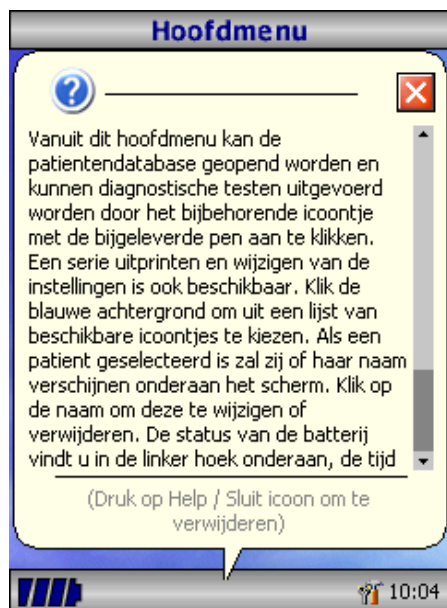 Hoofdmenu
Vanuit dit hoofdmenu kan de
patientendatabase geopend worden en
kunnen diagnostische testen uitgevoerd
worden door het bijbehorende icoontje
met de bijgeleverde pen aan te klikken.
Een serie uitprinten en wijzigen van de
instellingen is ook beschikbaar. Klik de
blauwe achtergrond om uit een lijst van
beschikbare icoontjes te kiezen. Als een
patient geselecteerd is zal zij of haar naam
verschijnen onderaan het scherm. Klik op
de naam om deze te wijzigen of
verwijderen. De status van de batterij
vindt u in de linker hoek onderaan, de tijd
(Druk op Help / Sluit icoon om te
verwijderen)
10:04